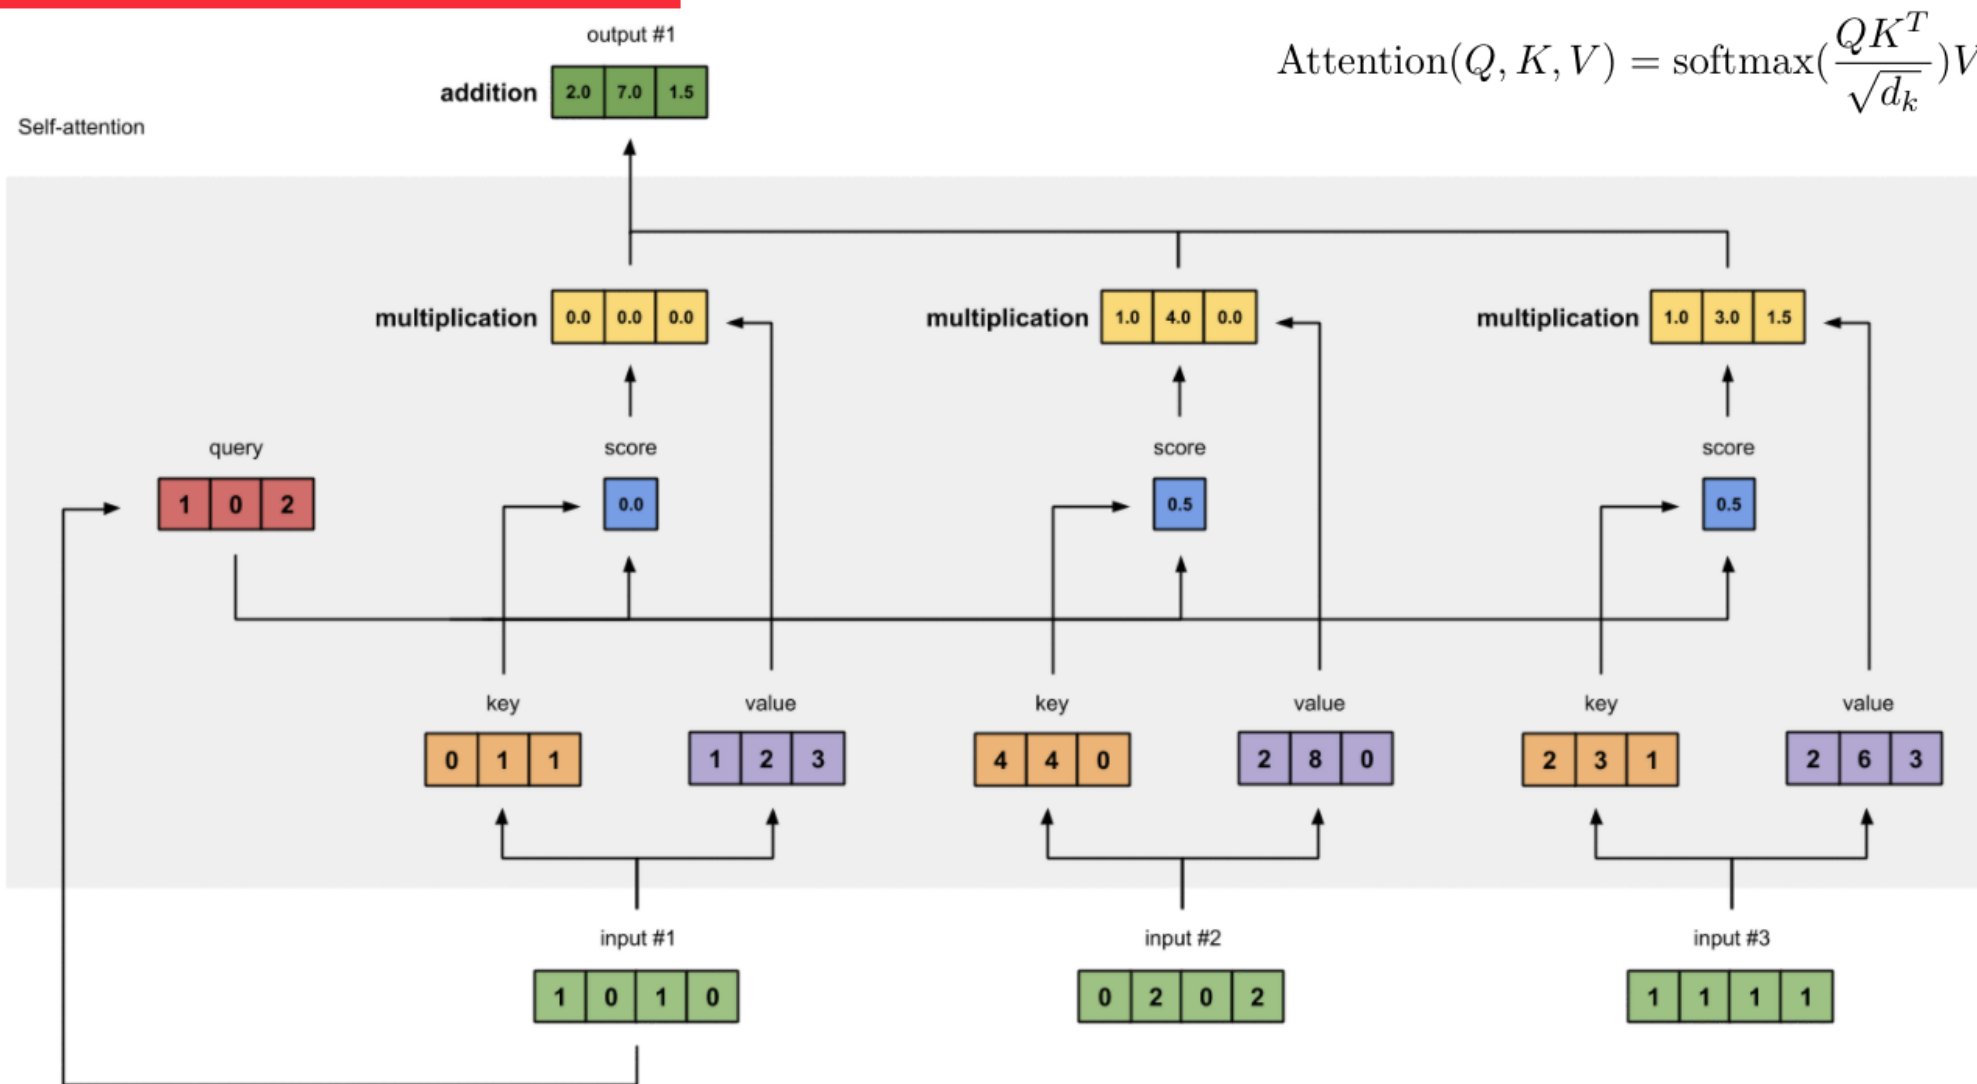 output #1
Attention(Q, K, V) = softmax(\frac{QK^T}{\sqrt{d_k}})V
addition 2.0 7.0 1.5
Self-attention
multiplication 0.0 0.0 0.0 multiplication 1.0 4.0 0.0 multiplication 1.0 3.0 1.5
query score score score
1 0 2 0.0 0.5 0.5
key value key value key value
0 1 1 1 2 3 4 4 0 2 8 0 2 3 1 2 6 3
input #1 input #2 input #3
1 0 1 0 0 2 0 2 1 1 1 1